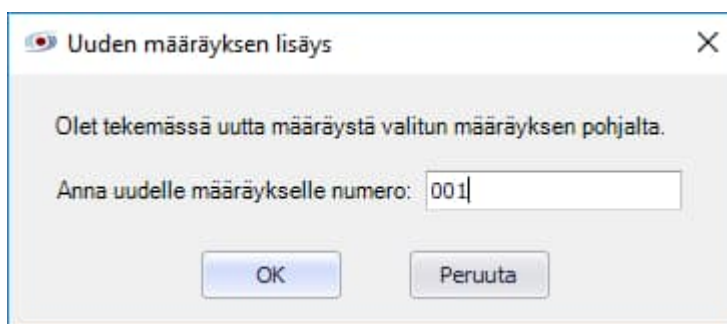 Uuden määräyksen lisäys
Olet tekemässä uutta määräystä valitun määräyksen pohjalta.
Anna uudelle määräykselle numero: 001
OK Peruuta